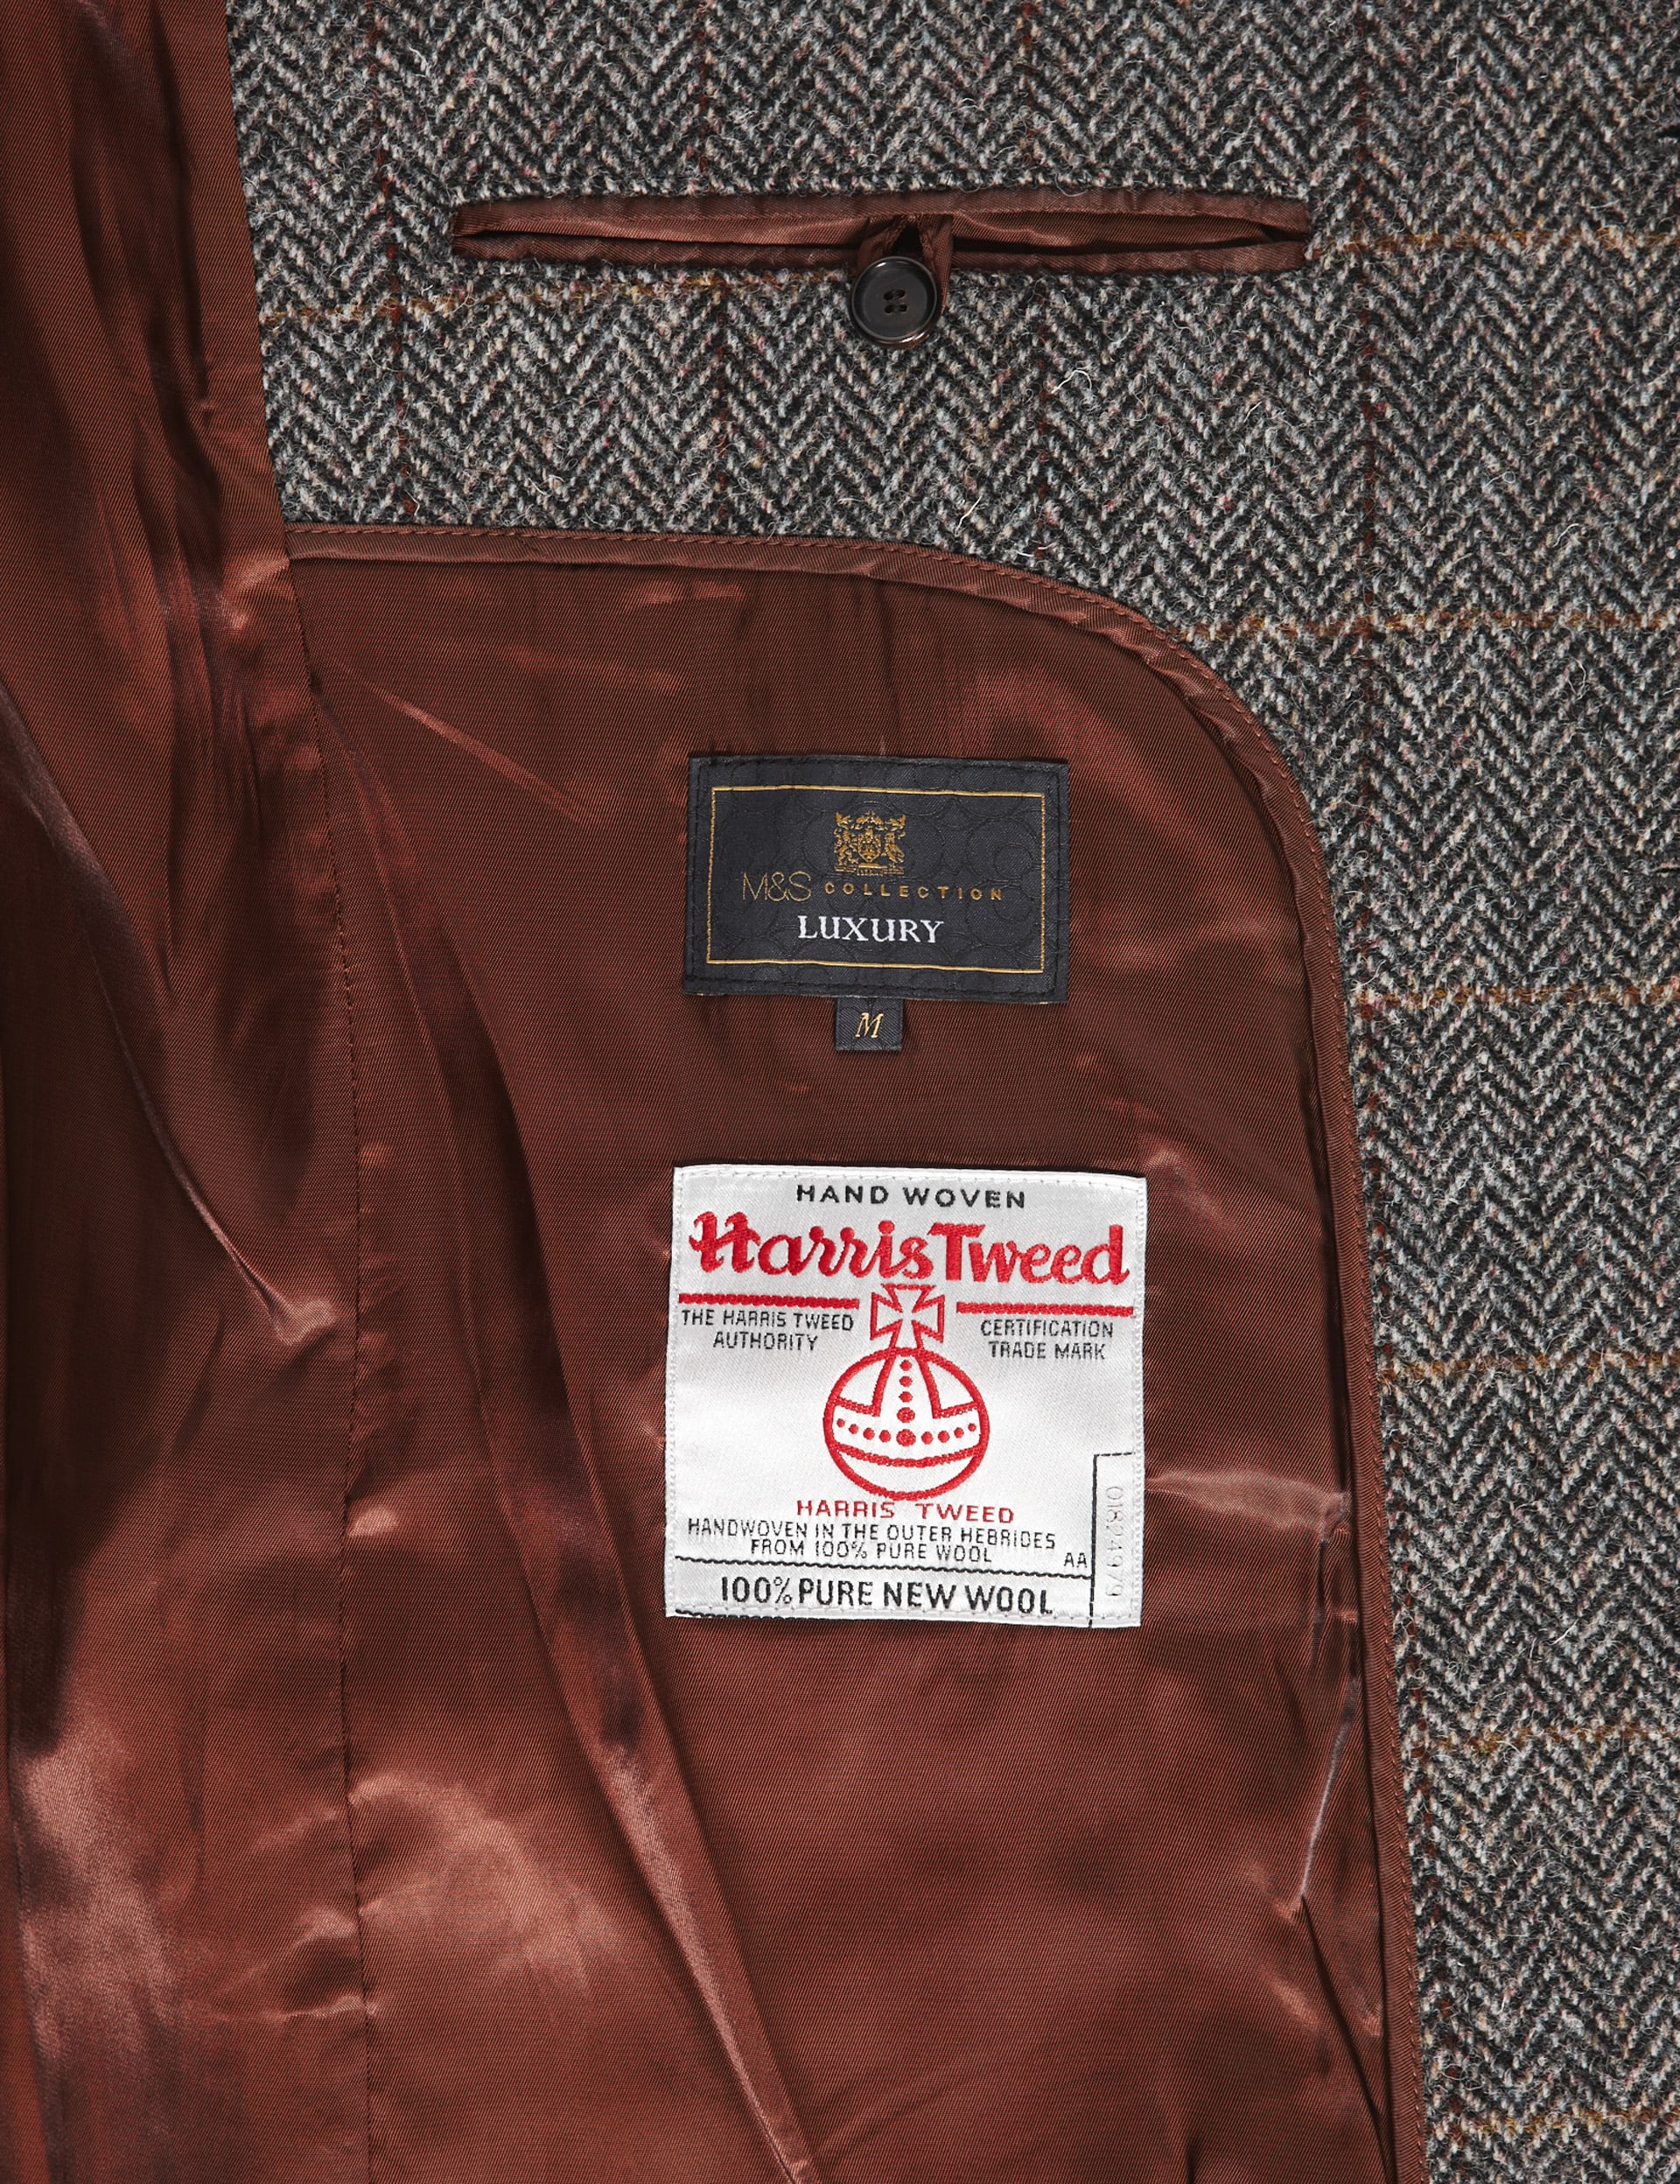 M&S COLLECTION
LUXURY
M
HAND WOVEN
Harris Tweed
THE HARRIS TWEED
AUTHORITY
CERTIFICATION
TRADE MARK
HARRIS TWEED
HANDWOVEN IN THE OUTER HEBRIDES
FROM 100% PURE WOOL
AA
100% PURE NEW WOOL
01824979